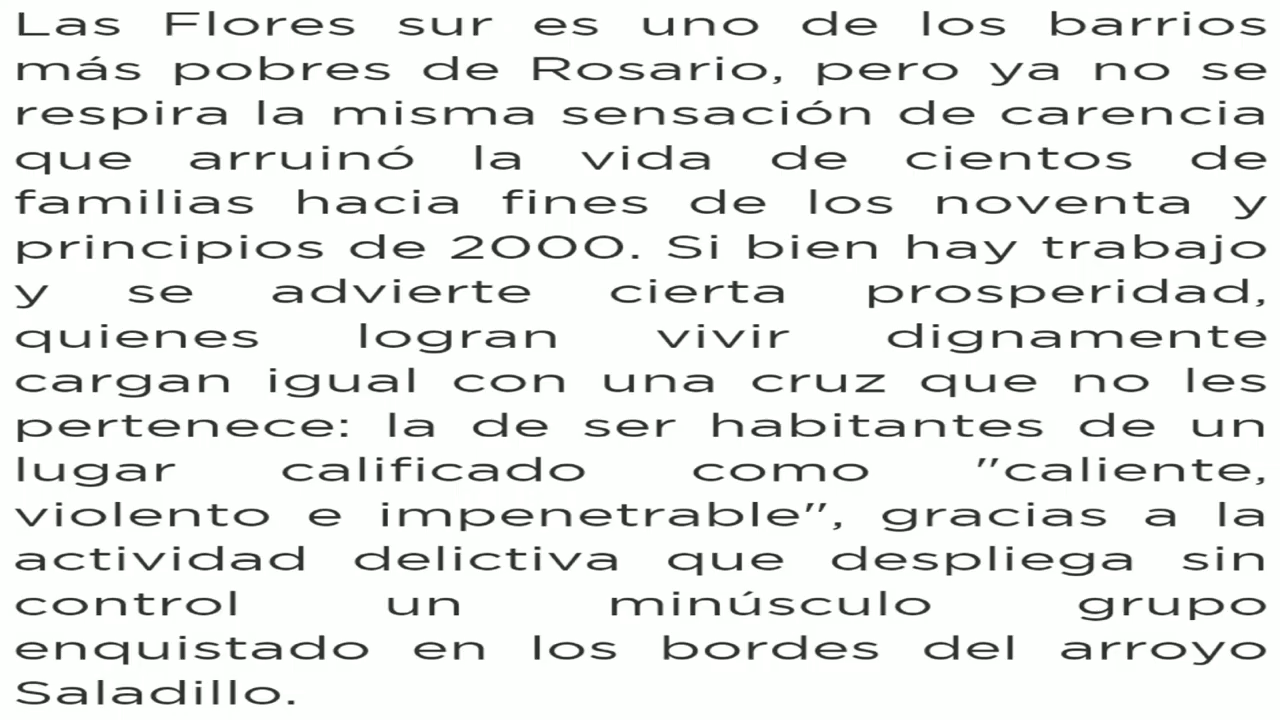 Las Flores sur es uno de los barrios
más pobres de Rosario, pero ya no se
respira la misma sensación de carencia
que arruinó la vida de cientos de
familias hacia fines de los noventa y
principios de 2000. Si bien hay trabajo
y se advierte cierta prosperidad,
quienes logran vivir dignamente
cargan igual con una cruz que no les
pertenece: la de ser habitantes de un
lugar calificado como "caliente,
violento e impenetrable", gracias a la
actividad delictiva que despliega sin
control un minúsculo grupo
enquistado en los bordes del arroyo
Saladillo.